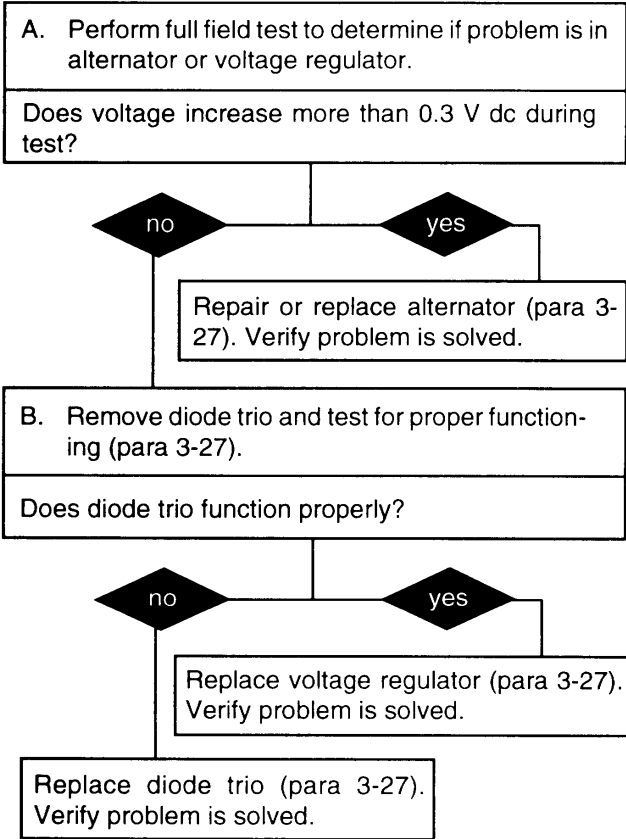 A. Perform full field test to determine if problem is in
alternator or voltage regulator.
Does voltage increase more than 0.3 V dc during
test?
no
yes
Repair or replace alternator (para 3-
27). Verify problem is solved.
B. Remove diode trio and test for proper function-
ing (para 3-27).
Does diode trio function properly?
no
yes
Replace voltage regulator (para 3-27).
Verify problem is solved.
Replace diode trio (para 3-27).
Verify problem is solved.